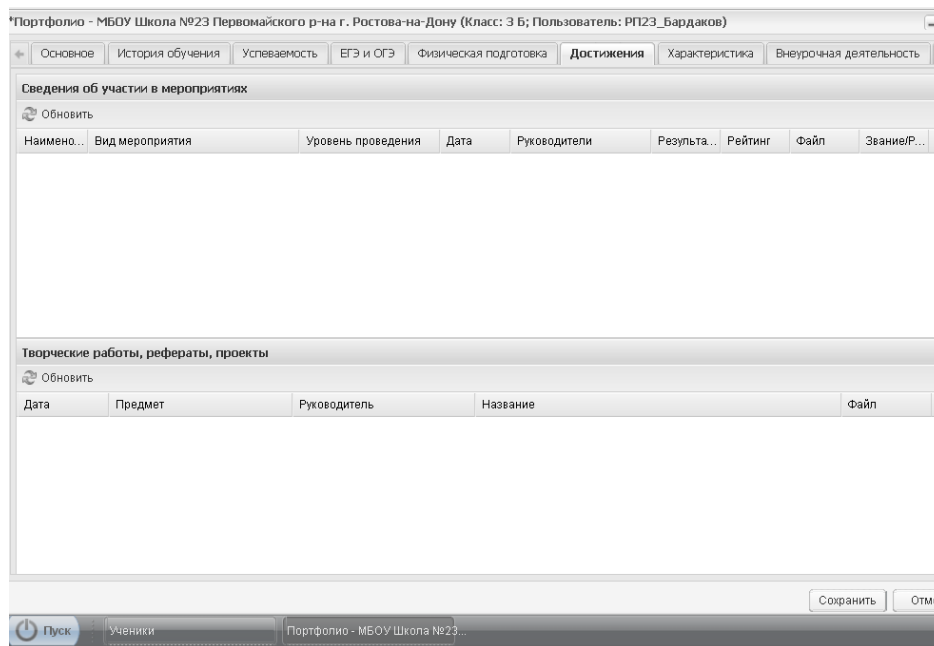 *Портфолио - МБОУ Школа №23 Первомайского р-на г. Ростова-на-Дону (Класс: 3 Б; Пользователь: РП23_Бардаков)
Основное История обучения Успеваемость ЕГЭ и ОГЭ Физическая подготовка Достижения Характеристика Внеурочная деятельность
Сведения об участии в мероприятиях
Обновить
Наимено... Вид мероприятия Уровень проведения Дата Руководители Результа... Рейтинг Файл Звание/Р...
Творческие работы, рефераты, проекты
Обновить
Дата Предмет Руководитель Название Файл
Сохранить Отм
Пуск Ученики Портфолио - МБОУ Школа №23...